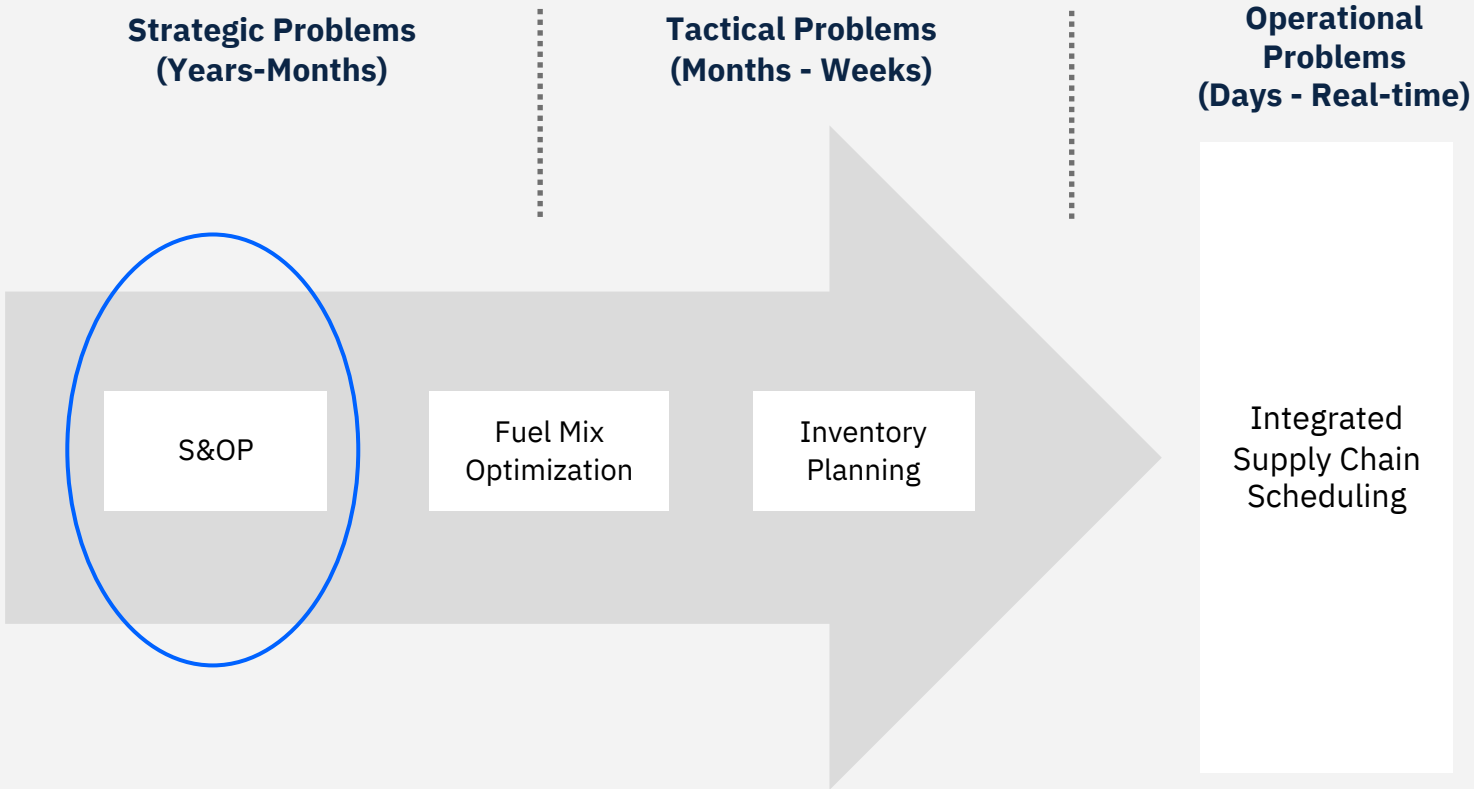 Strategic Problems
(Years-Months)
Tactical Problems
(Months - Weeks)
Operational
Problems
(Days - Real-time)
S&OP
Fuel Mix
Optimization
Inventory
Planning
Integrated
Supply Chain
Scheduling